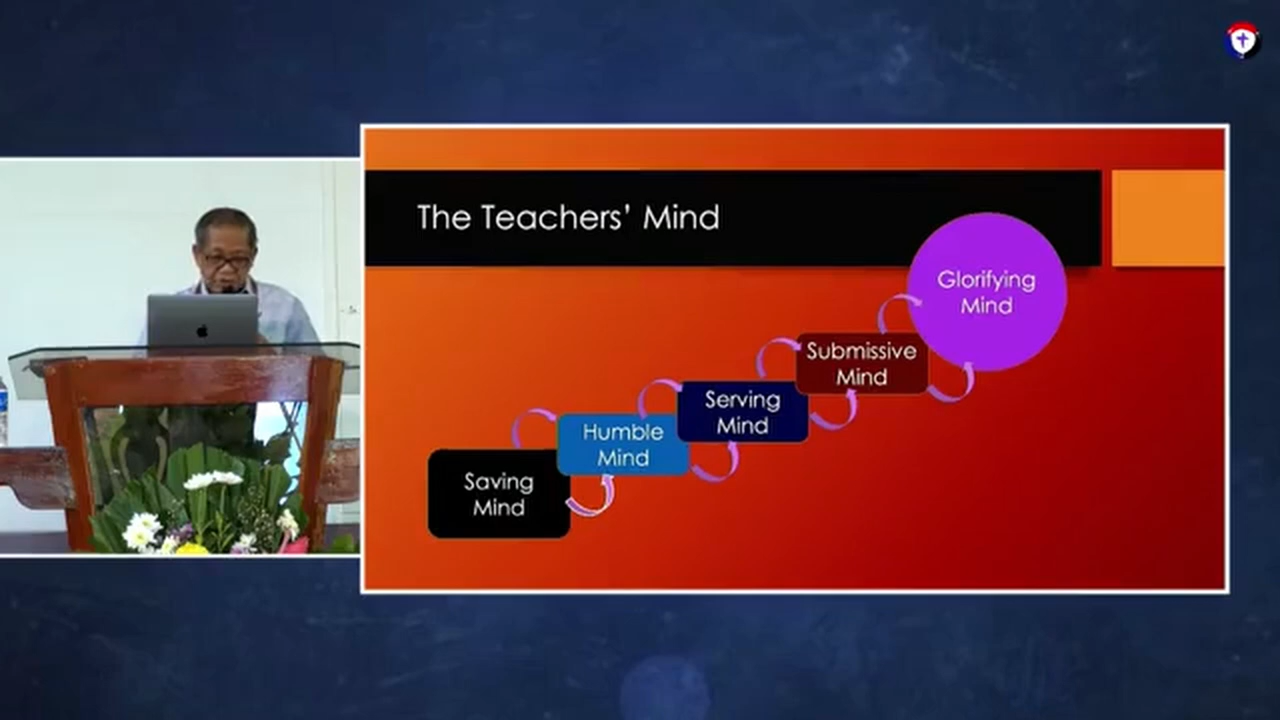 The Teachers’ Mind
Glorifying
Mind
Submissive
Mind
Serving
Mind
Humble
Mind
Saving
Mind